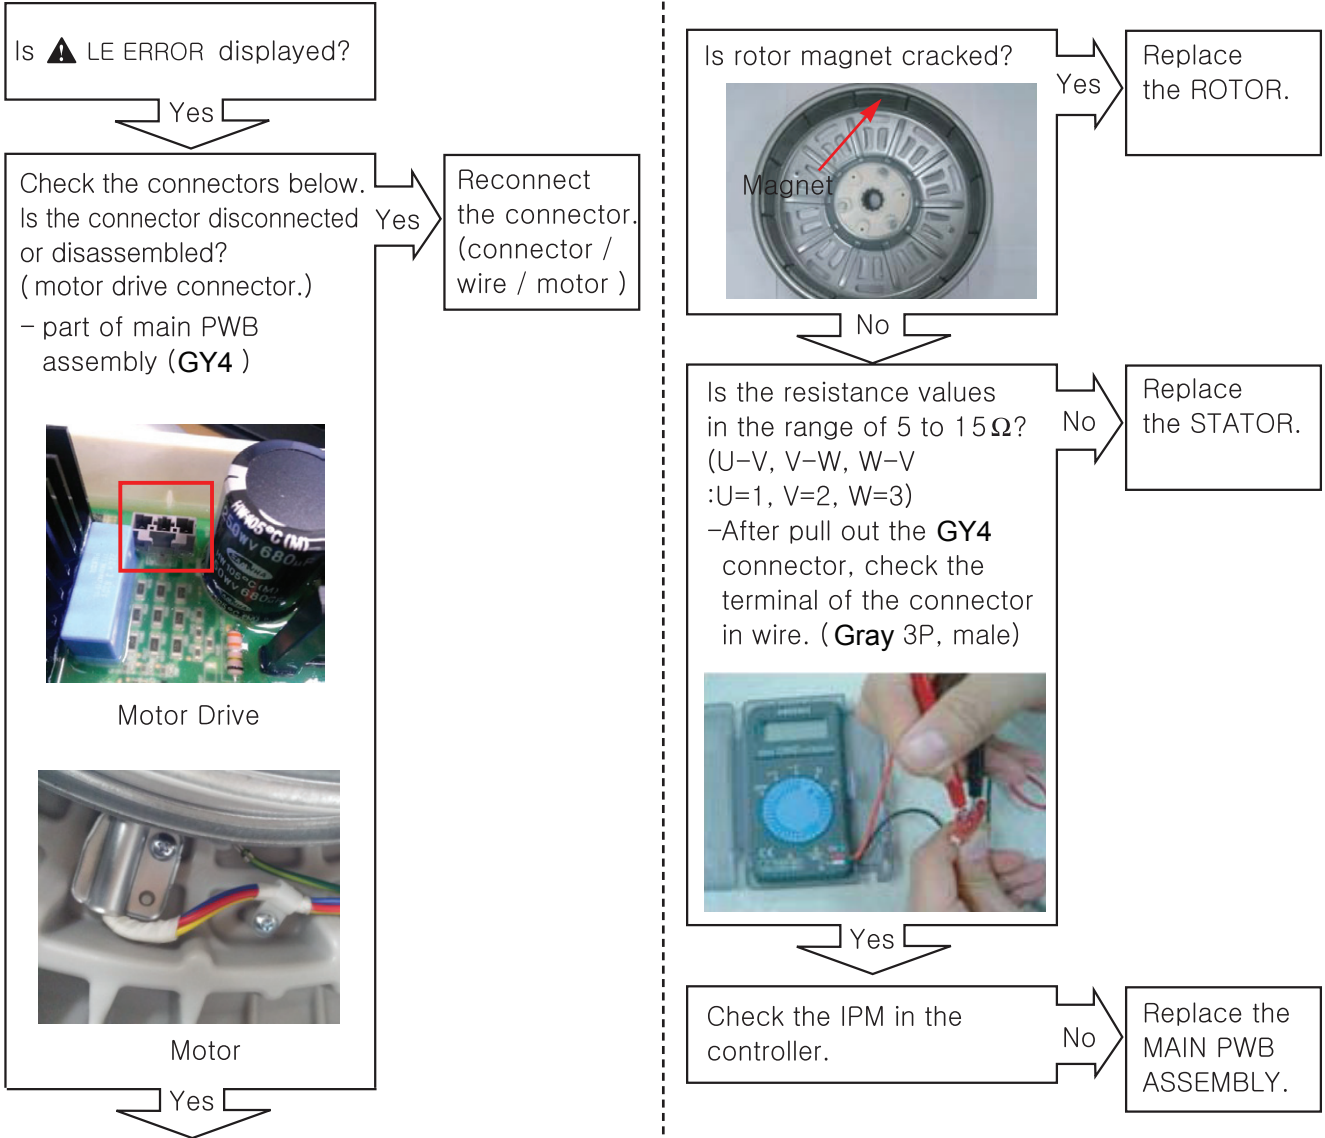 Is ⚠ LE ERROR displayed?
Yes
Check the connectors below.
Is the connector disconnected
or disassembled?
( motor drive connector.)
- part of main PWB
assembly (GY4 )
Yes
Reconnect
the connector.
(connector /
wire / motor )
Motor Drive
Motor
Yes
Is rotor magnet cracked?
Magnet
Yes
Replace
the ROTOR.
No
Is the resistance values
in the range of 5 to 15Ω?
(U-V, V-W, W-V
:U=1, V=2, W=3)
-After pull out the GY4
connector, check the
terminal of the connector
in wire. ( Gray 3P, male)
No
Replace
the STATOR.
Yes
Check the IPM in the
controller.
No
Replace the
MAIN PWB
ASSEMBLY.